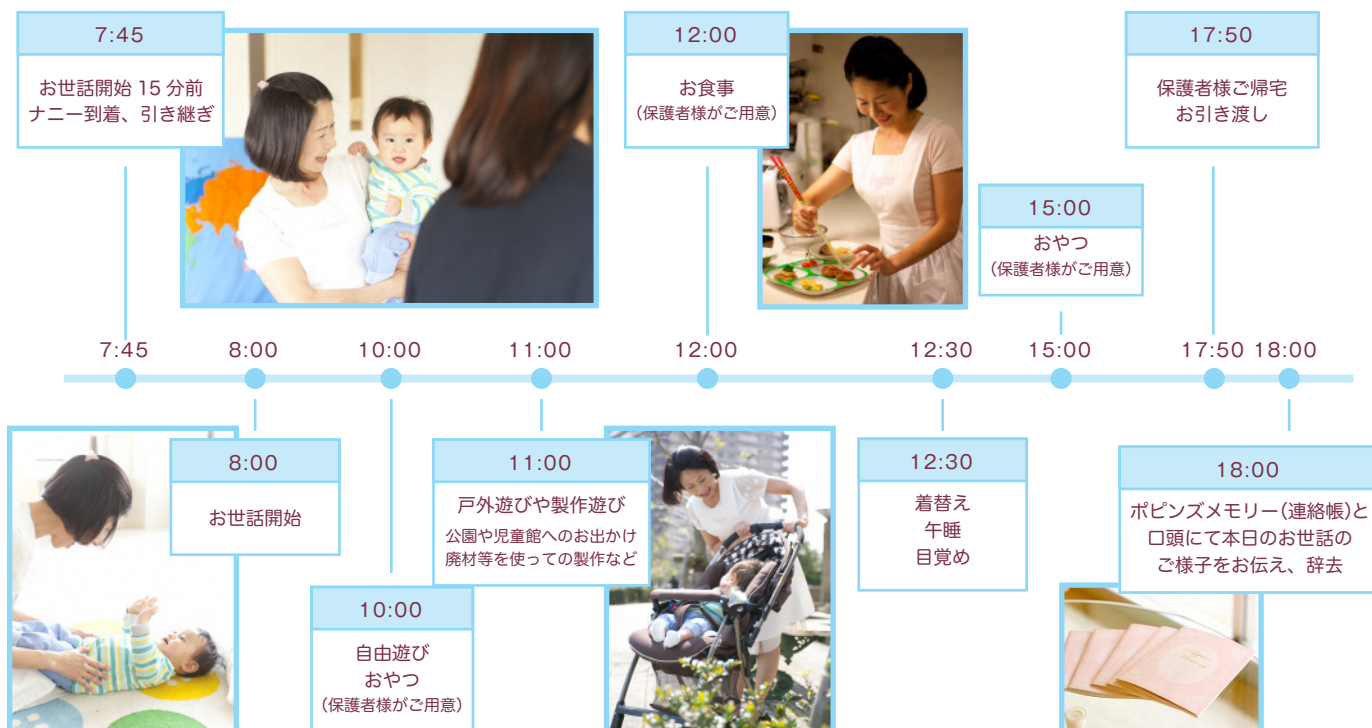 7:45
お世話開始 15 分前
ナニー到着、引き継ぎ
12:00
お食事
(保護者様がご用意)
17:50
保護者様ご帰宅
お引き渡し
15:00
おやつ
(保護者様がご用意)
7:45
8:00
10:00
11:00
12:00
12:30
15:00
17:50
18:00
8:00
お世話開始
10:00
自由遊び
おやつ
(保護者様がご用意)
11:00
戸外遊びや製作遊び
公園や児童館へのお出かけ
廃材等を使っての製作など
12:30
着替え
午睡
目覚め
18:00
ポピンズメモリー(連絡帳)と
口頭にて本日のお世話の
ご様子をお伝え、辞去